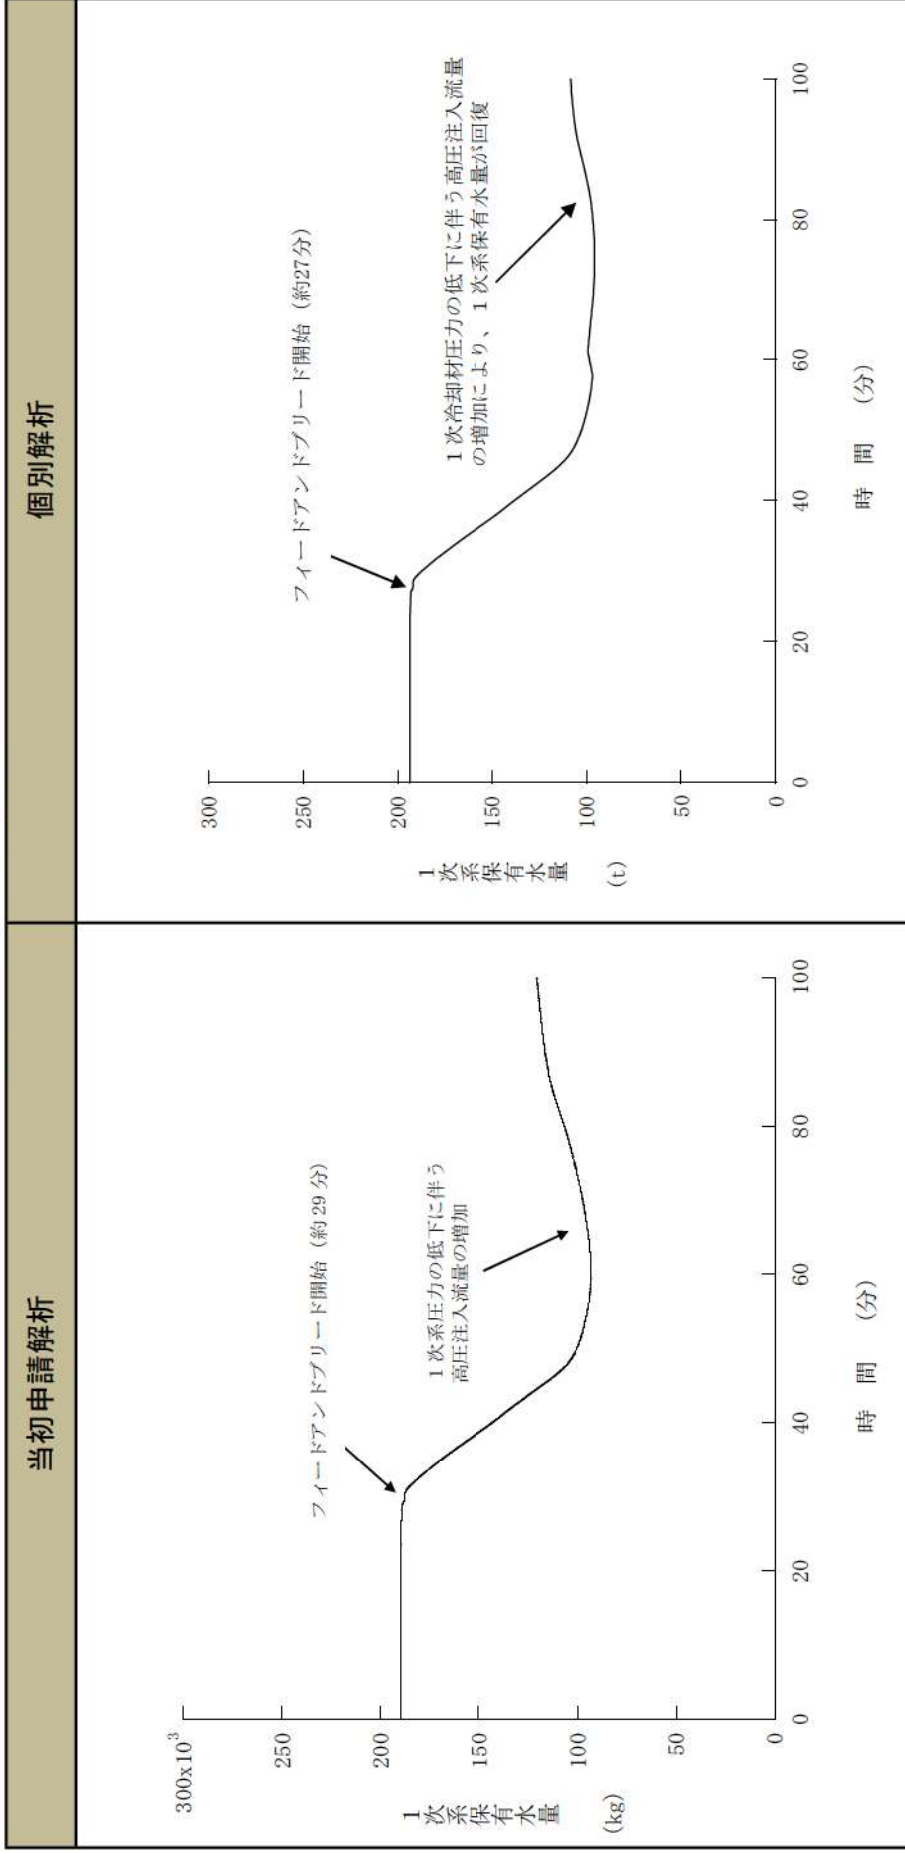 当初申請解析
300x10³
250
200
150
100
50
0
1次系保有水量
(kg)
フィードアンドブリード開始(約29分)
1次系圧力の低下に伴う
高圧注入流量の増加
0
20
40
60
80
100
時 間 (分)
個別解析
300
250
200
150
100
50
0
1次系保有水量
(t)
フィードアンドブリード開始(約27分)
1次冷却材圧力の低下に伴う高圧注入流量
の増加により、1次系保有水量が回復
0
20
40
60
80
100
時 間 (分)